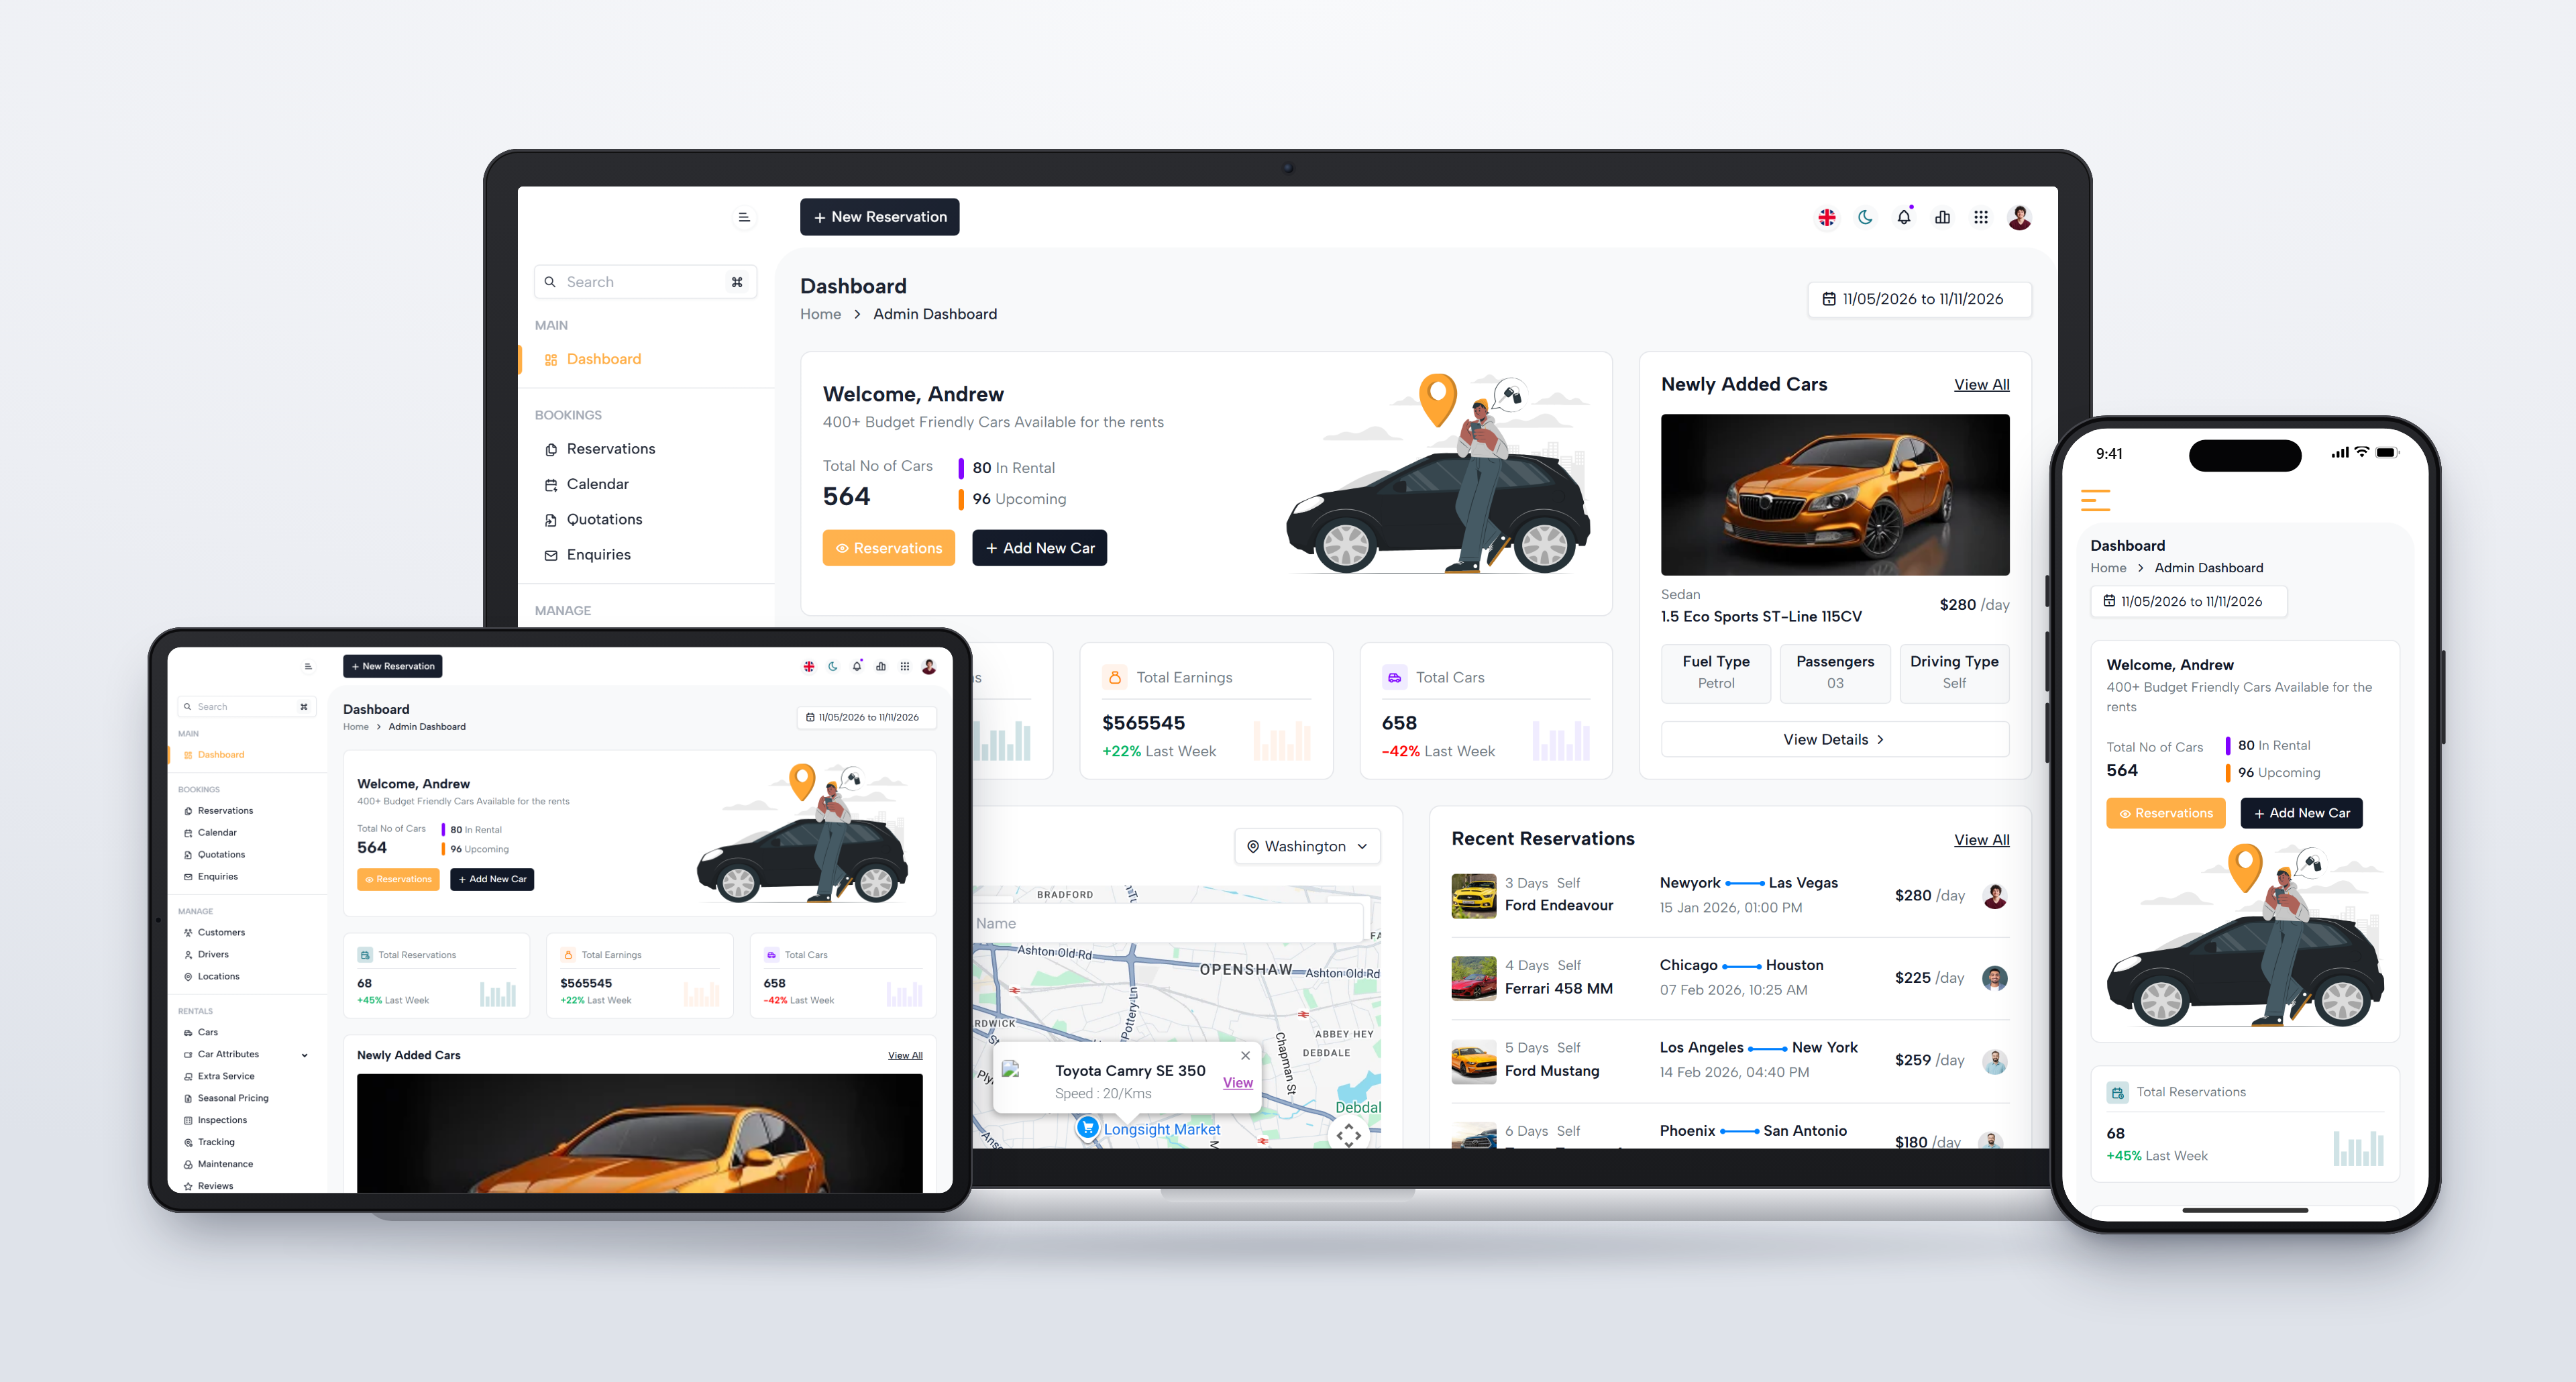 + New Reservation
Search
MAIN
Dashboard
BOOKINGS
Reservations
Calendar
Quotations
Enquiries
MANAGE
Dashboard
Home > Admin Dashboard
11/05/2026 to 11/11/2026
Welcome, Andrew
400+ Budget Friendly Cars Available for the rents
Total No of Cars
564
80 In Rental
96 Upcoming
Reservations
+ Add New Car
Newly Added Cars
View All
Sedan
1.5 Eco Sports ST-Line 115CV
$280 /day
Fuel Type
Petrol
Passengers
03
Driving Type
Self
View Details >
Total Earnings
$565545
+22% Last Week
Total Cars
658
-42% Last Week
Washington
Name
BRADFORD
Ashton Old Rd
OPENSHAW
Ashton Old Rd
Pottery Ln
RDWICK
ABBEY HEY
DEBDALE
Chapman St
Debdal
Toyota Camry SE 350
Speed : 20/Kms
View
Longsight Market
Recent Reservations
View All
3 Days Self
Ford Endeavour
Newyork Las Vegas
15 Jan 2026, 01:00 PM
$280 /day
4 Days Self
Ferrari 458 MM
Chicago Houston
07 Feb 2026, 10:25 AM
$225 /day
5 Days Self
Ford Mustang
Los Angeles New York
14 Feb 2026, 04:40 PM
$259 /day
6 Days Self
Phoenix San Antonio
$180 /day
+ New Reservation
Search
MAIN
Dashboard
BOOKINGS
Reservations
Calendar
Quotations
Enquiries
MANAGE
Customers
Drivers
Locations
RENTALS
Cars
Car Attributes
Extra Service
Seasonal Pricing
Inspections
Tracking
Maintenance
Reviews
Dashboard
Home > Admin Dashboard
11/05/2026 to 11/11/2026
Welcome, Andrew
400+ Budget Friendly Cars Available for the rents
Total No of Cars
564
80 In Rental
96 Upcoming
Reservations
+ Add New Car
Total Reservations
68
+45% Last Week
Total Earnings
$565545
+22% Last Week
Total Cars
658
-42% Last Week
Newly Added Cars
View All
9:41
Dashboard
Home > Admin Dashboard
11/05/2026 to 11/11/2026
Welcome, Andrew
400+ Budget Friendly Cars Available for the
rents
Total No of Cars
564
80 In Rental
96 Upcoming
Reservations
+ Add New Car
Total Reservations
68
+45% Last Week